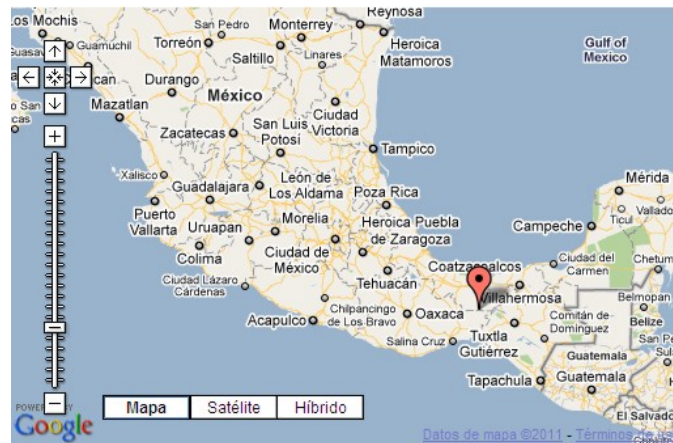 Reynosa
Los Mochis
San Pedro
Monterrey
Guamuchil
Torreón
Saltillo
Linares
Heroica
Matamoros
Gulf of
Mexico
Durango
México
Mazatlan
Ciudad
Victoria
Zacatecas
San Luis
Potosí
Tampico
Xalisco
Guadalajara
León de
Los Aldama
Poza Rica
Mérida
Ticul
Puerto
Vallarta
Uruapan
Morelia
Heroica Puebla
de Zaragoza
Campeche
Colima
Ciudad de
México
Coatzacoalcos
Ciudad del
Carmen
Ciudad Lázaro
Cárdenas
Tehuacán
Villahermosa
Belmopan
Belize
Acapulco
Chilpancingo
de Los Bravo
Oaxaca
Comitán de
Domínguez
Salina Cruz
Tuxtla
Gutiérrez
Guatemala
Tapachula
Guatemala
El Salvador
Mapa
Satélite
Híbrido
Google
Datos de mapa ©2011 - Términos de